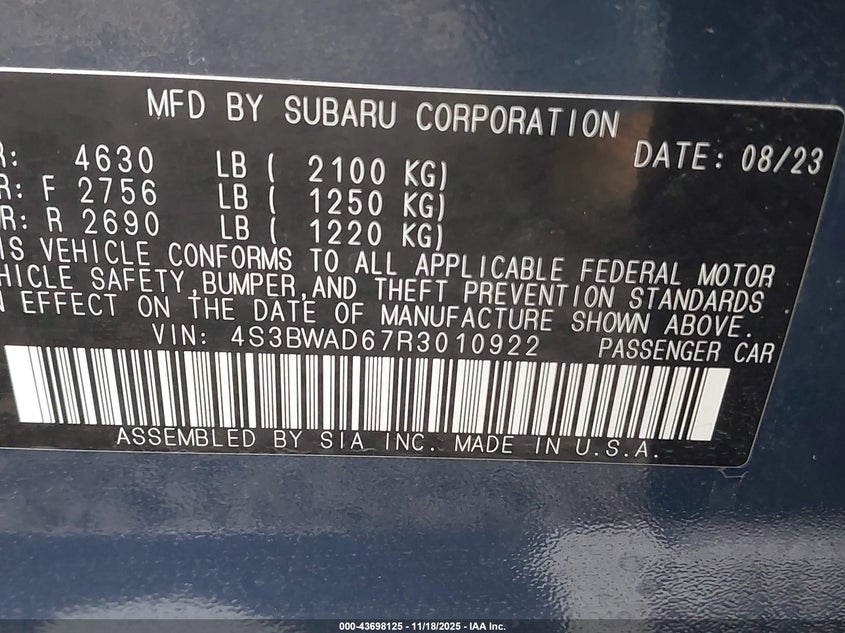 MFD BY SUBARU CORPORATION
DATE: 08/23
R: 4630 LB ( 2100 KG)
R: F 2756 LB ( 1250 KG)
R: R 2690 LB ( 1220 KG)
IS VEHICLE CONFORMS TO ALL APPLICABLE FEDERAL MOTOR
HICLE SAFETY,BUMPER,AND THEFT PREVENTION STANDARDS
N EFFECT ON THE DATE OF MANUFACTURE SHOWN ABOVE.
VIN: 4S3BWAD67R3010922 PASSENGER CAR
ASSEMBLED BY SIA INC. MADE IN U.S.A.
000-43698125 - 11/18/2025 - IAA Inc.